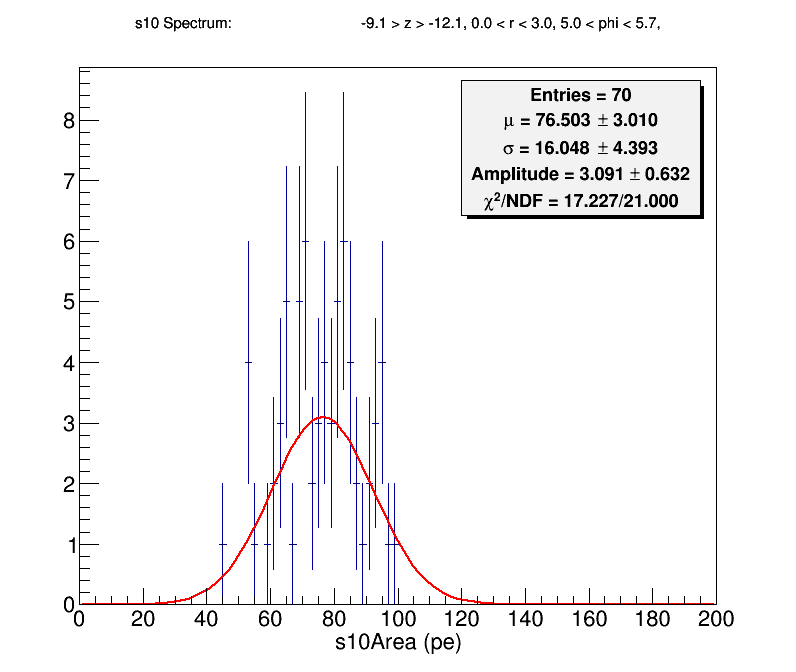 s10 Spectrum: -9.1 > z > -12.1, 0.0 < r < 3.0, 5.0 < phi < 5.7,
Entries = 70
μ = 76.503 ± 3.010
σ = 16.048 ± 4.393
Amplitude = 3.091 ± 0.632
χ²/NDF = 17.227/21.000
8
7
6
5
4
3
2
1
0
0 20 40 60 80 100 120 140 160 180 200
s10Area (pe)